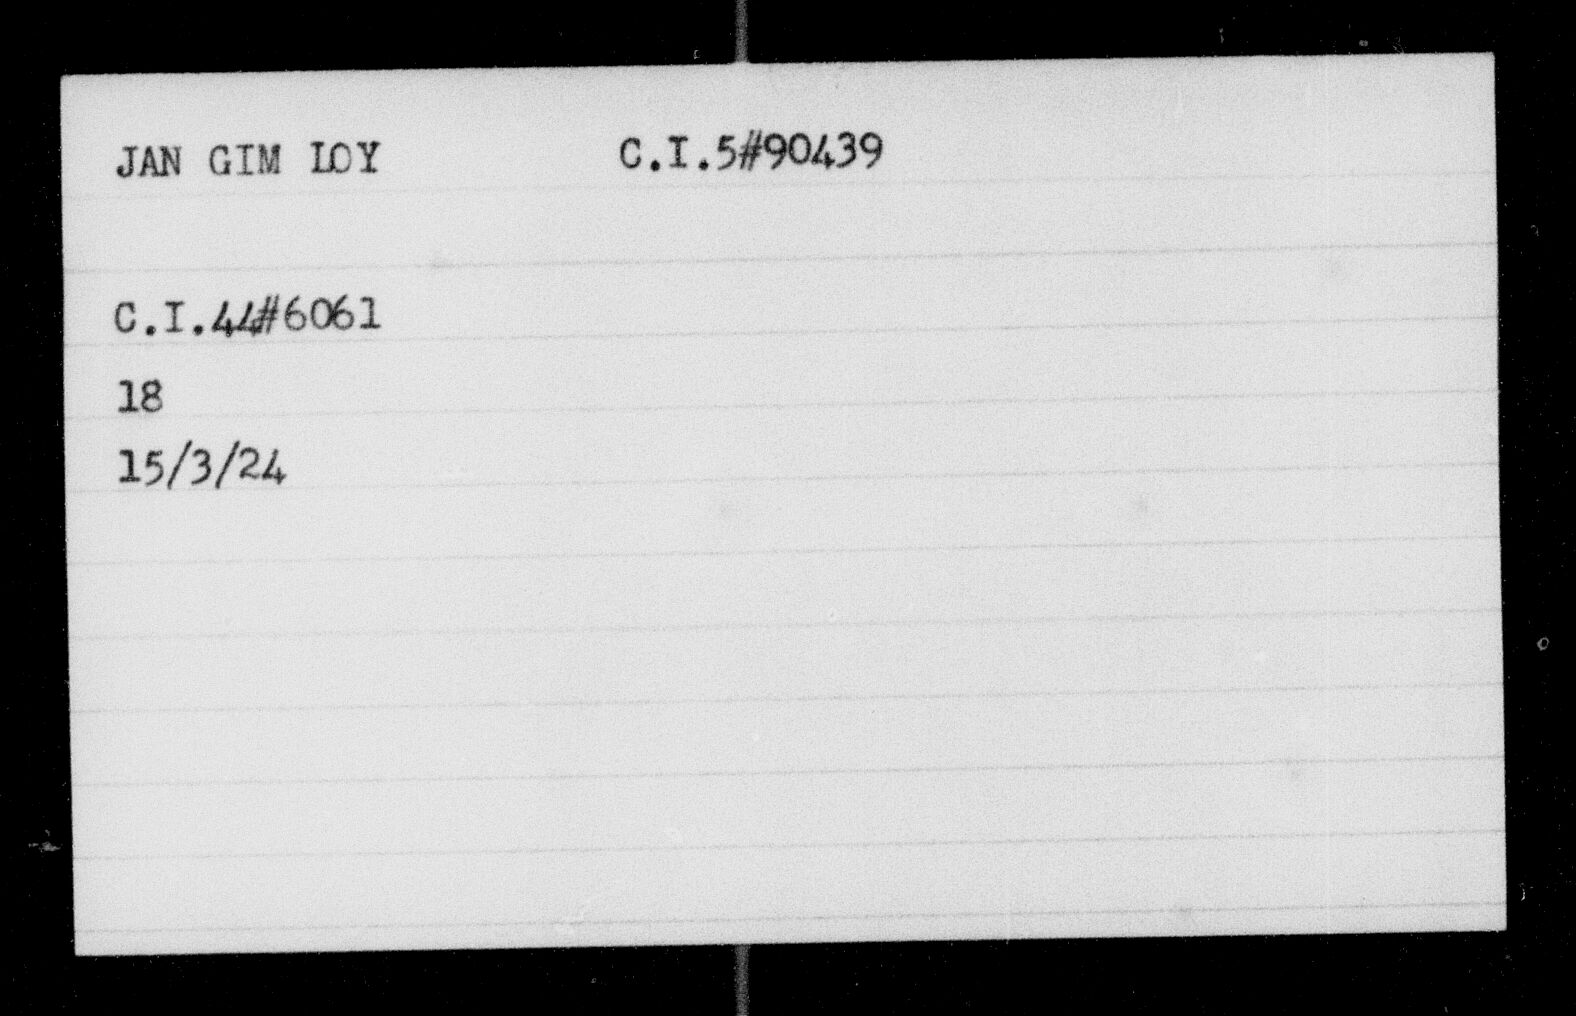 JAN GIM LOY C.I.5#90439
C.I.44#6061
18
15/3/24